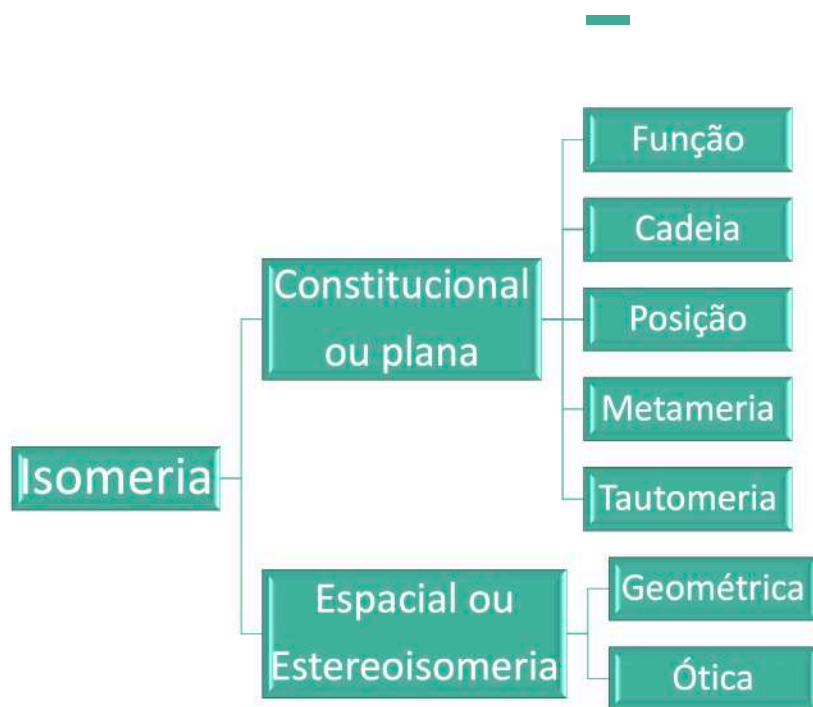 Função
Cadeia
Constitucional
ou plana
Posição
Metameria
Isomeria
Tautomeria
Espacial ou
Estereoisomeria
Geométrica
Ótica